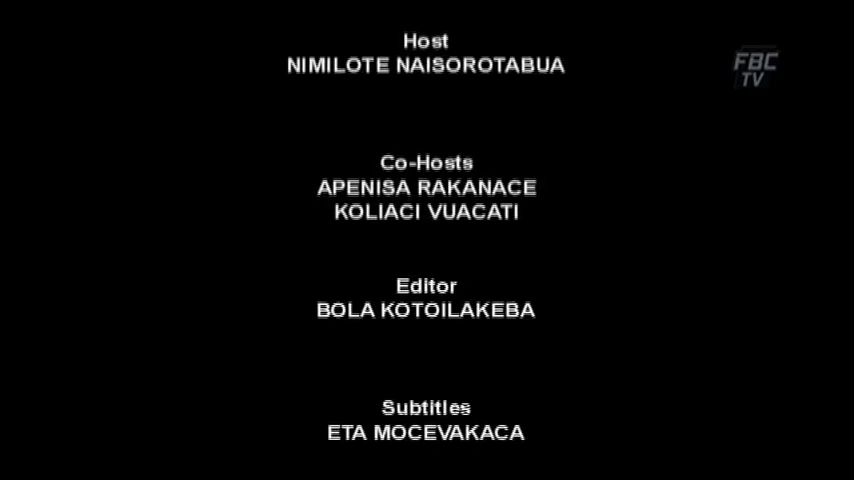 Host
NIMILOTE NAISOROTABUA
FBC
TV
Co-Hosts
APENISA RAKANACE
KOLIACI VUACATI
Editor
BOLA KOTOILAKEBA
Subtitles
ETA MOCEVAKACA